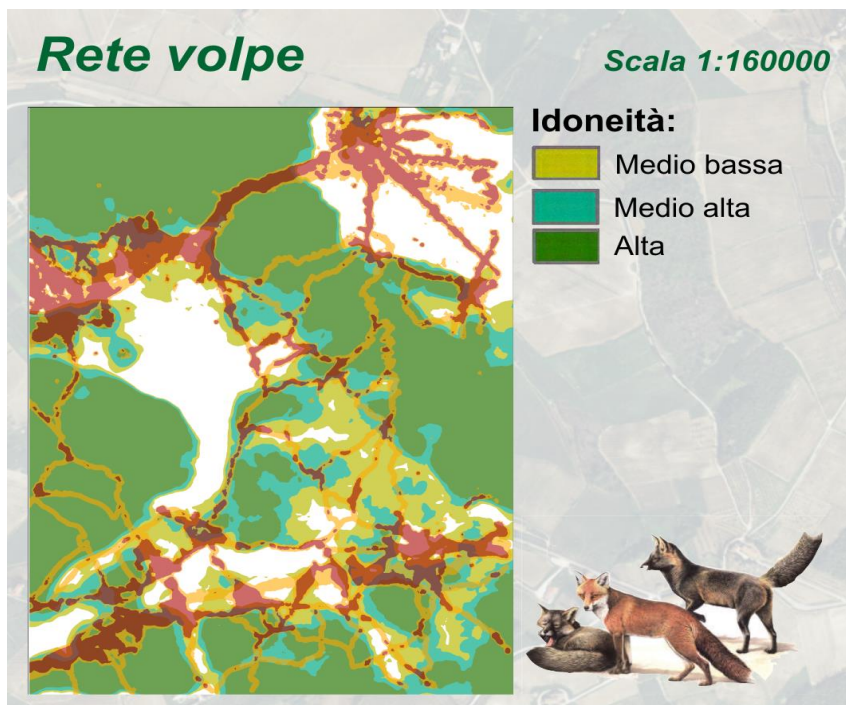 Rete volpe
Scala 1:160000
Idoneità:
Medio bassa
Medio alta
Alta